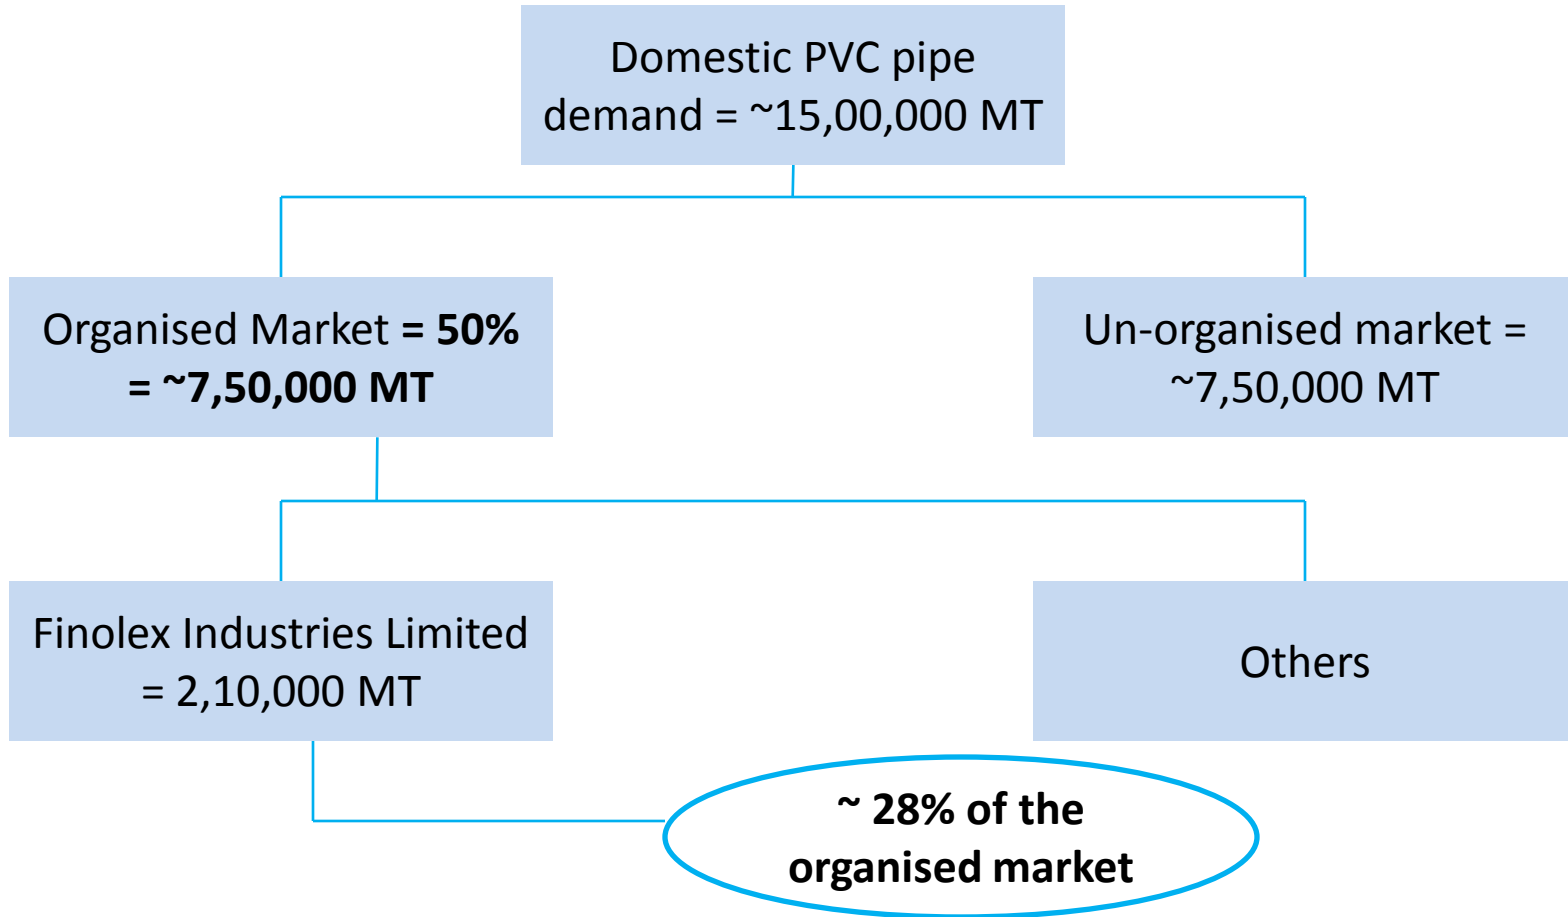 Domestic PVC pipe
demand = ~15,00,000 MT
Organised Market = 50%
= ~7,50,000 MT
Un-organised market =
~7,50,000 MT
Finolex Industries Limited
= 2,10,000 MT
Others
~ 28% of the
organised market